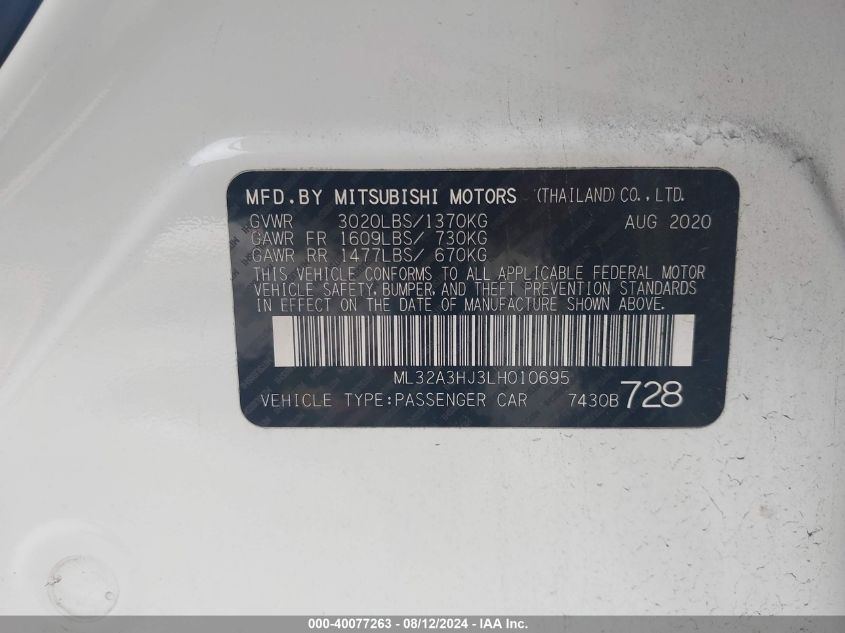 MFD.BY MITSUBISHI MOTORS (THAILAND) CO., LTD.
GVWR 3020LBS/1370KG AUG 2020
GAWR FR 1609LBS/ 730KG
GAWR RR 1477LBS/ 670KG
THIS VEHICLE CONFORMS TO ALL APPLICABLE FEDERAL MOTOR
VEHICLE SAFETY, BUMPER, AND THEFT PREVENTION STANDARDS
IN EFFECT ON THE DATE OF MANUFACTURE SHOWN ABOVE.
ML32A3HJ3LH010695
VEHICLE TYPE:PASSENGER CAR 7430B 728
000-40077263 - 08/12/2024 - IAA Inc.